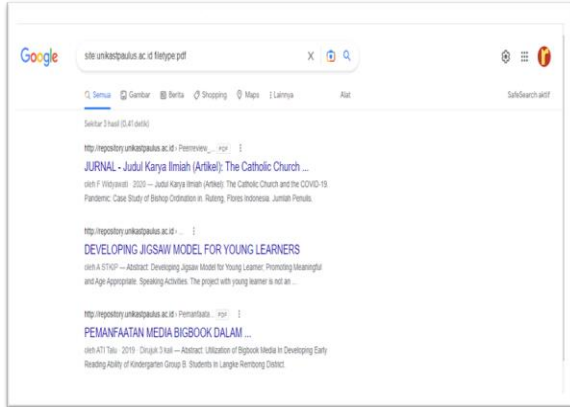 Google
site unikastpaulus.ac.id filetype:pdf
Semua Gambar Berita Shopping Maps Lainnya Alat SafeSearch aktif
Sekitar 3 hasil (0,41 detik)
http://repository.unikastpaulus.ac.id › Peerreview_... PDF
JURNAL - Judul Karya Ilmiah (Artikel): The Catholic Church ...
oleh F Widyawati · 2020 — Judul Karya Ilmiah (Artikel): The Catholic Church and the COVID-19
Pandemic: Case Study of Bishop Ordination in. Ruteng, Flores Indonesia. Jumlah Penulis.
http://repository.unikastpaulus.ac.id › ...
DEVELOPING JIGSAW MODEL FOR YOUNG LEARNERS
oleh A STKIP — Abstract: Developing Jigsaw Model for Young Learner: Promoting Meaningful
and Age Appropriate. Speaking Activities. The project with young learner is not an ...
http://repository.unikastpaulus.ac.id › Pemanfaata... PDF
PEMANFAATAN MEDIA BIGBOOK DALAM ...
oleh ATI Tatu · 2019 · Dirujuk 3 kali — Abstract: Utilization of Bigbook Media In Developing Early
Reading Ability of Kindergarten Group B. Students in Langke Rembong District.